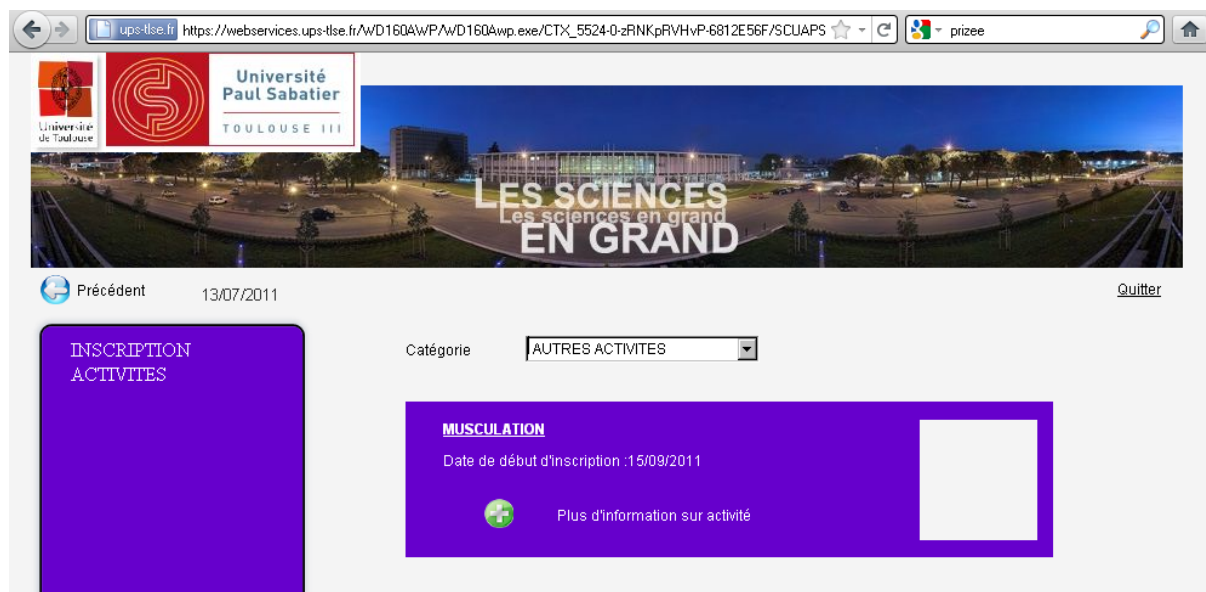 ups-tlse.fr https://webservices.ups-tlse.fr/WD160AWP/WD160Awp.exe/CTX_5524-0-zRNKpRVHvP-6812E56F/SCUAPS prizee
Université
Paul Sabatier
TOULOUSE III
Université
de Toulouse
LES SCIENCES
Les sciences en grand
EN GRAND
Précédent 13/07/2011 Quitter
INSCRIPTION
ACTIVITES
Catégorie AUTRES ACTIVITES
MUSCULATION
Date de début d'inscription :15/09/2011
Plus d'information sur activité